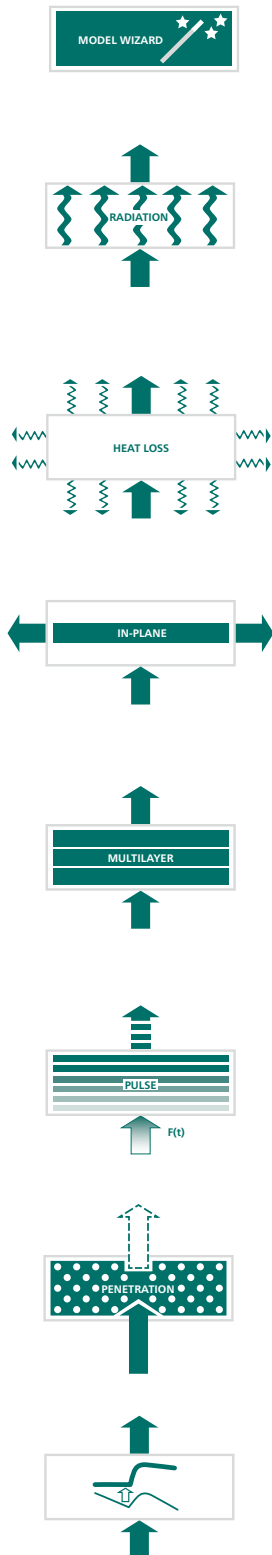 MODEL WIZARD
RADIATION
HEAT LOSS
IN-PLANE
MULTILAYER
PULSE
F(t)
PENETRATION